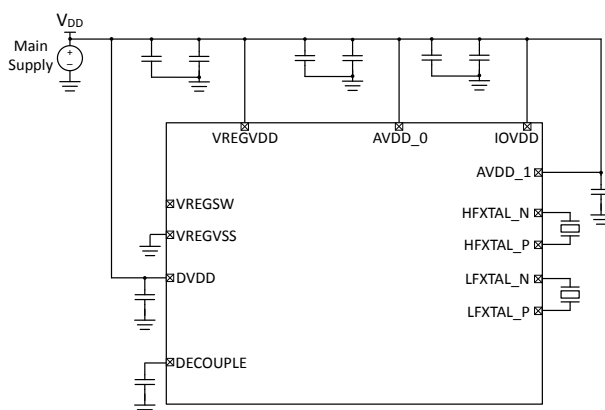 VDD
Main
Supply
+
–
VREGVDD
AVDD_0
IOVDD
AVDD_1
VREGSW
HFXTAL_N
VREGVSS
HFXTAL_P
DVDD
LFXTAL_N
LFXTAL_P
DECOUPLE